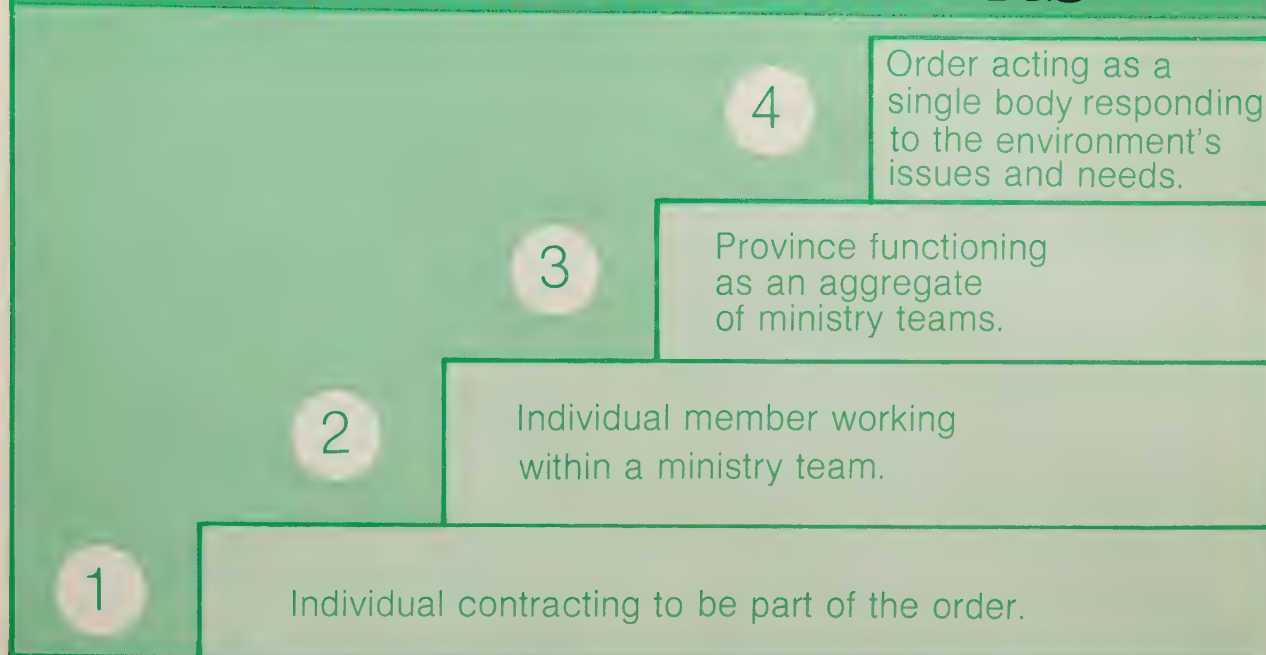 4
Order acting as a
single body responding
to the environment's
issues and needs.
3
Province functioning
as an aggregate
of ministry teams.
2
Individual member working
within a ministry team.
1
Individual contracting to be part of the order.